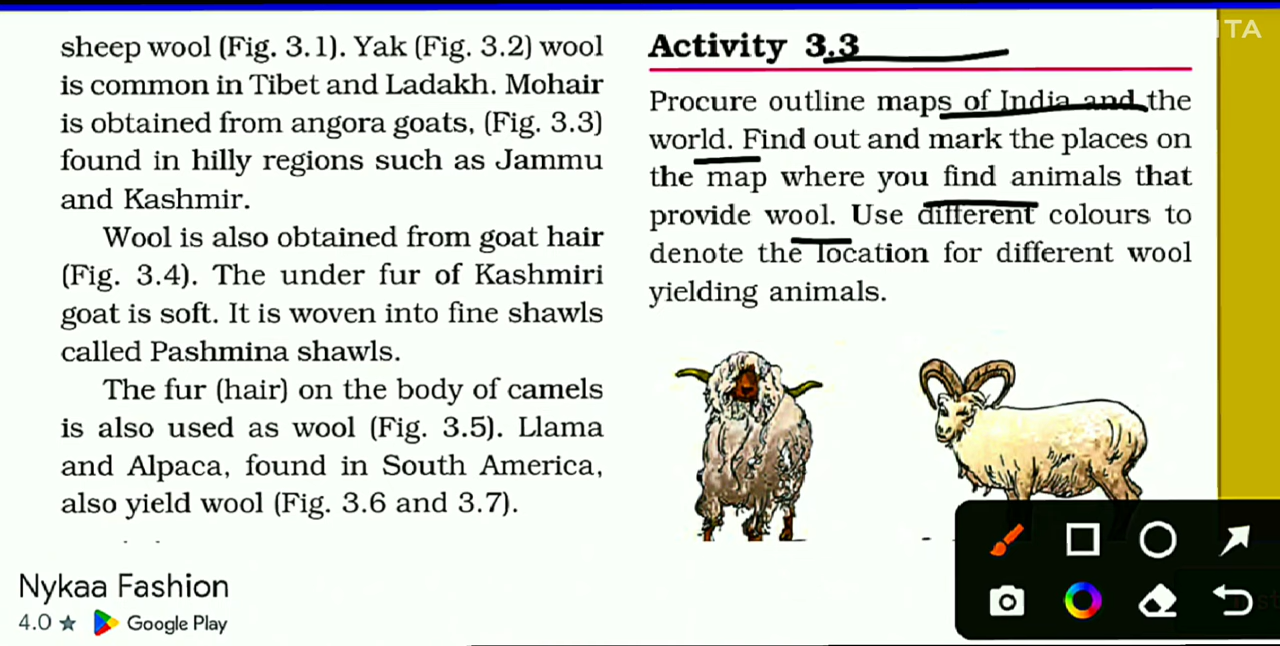 sheep wool (Fig. 3.1). Yak (Fig. 3.2) wool
is common in Tibet and Ladakh. Mohair
is obtained from angora goats, (Fig. 3.3)
found in hilly regions such as Jammu
and Kashmir.
Wool is also obtained from goat hair
(Fig. 3.4). The under fur of Kashmiri
goat is soft. It is woven into fine shawls
called Pashmina shawls.
The fur (hair) on the body of camels
is also used as wool (Fig. 3.5). Llama
and Alpaca, found in South America,
also yield wool (Fig. 3.6 and 3.7).
Activity 3.3
Procure outline maps of India and the
world. Find out and mark the places on
the map where you find animals that
provide wool. Use different colours to
denote the location for different wool
yielding animals.
Nykaa Fashion
4.0 ★ Google Play